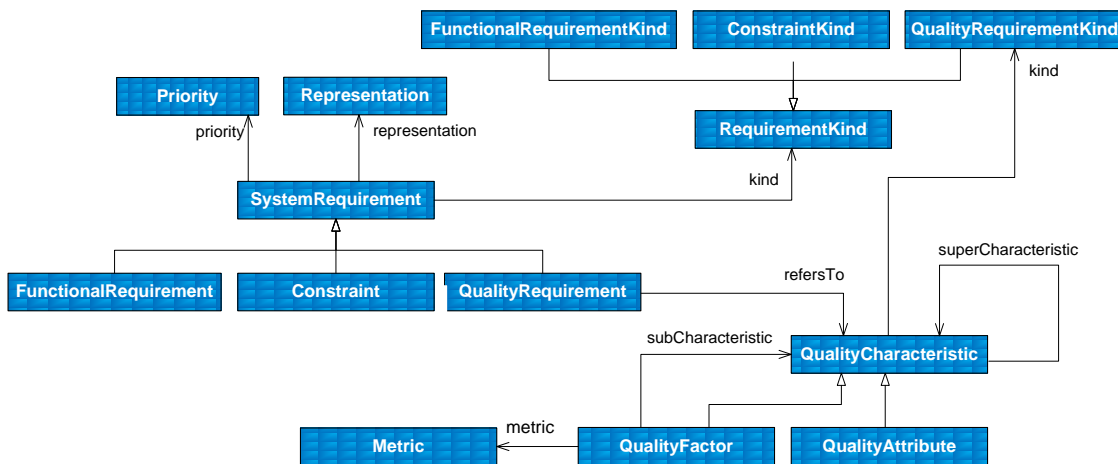 FunctionalRequirementKind
ConstraintKind
QualityRequirementKind
kind
Priority
Representation
priority
representation
RequirementKind
kind
SystemRequirement
superCharacteristic
FunctionalRequirement
Constraint
QualityRequirement
refersTo
subCharacteristic
QualityCharacteristic
metric
Metric
QualityFactor
QualityAttribute